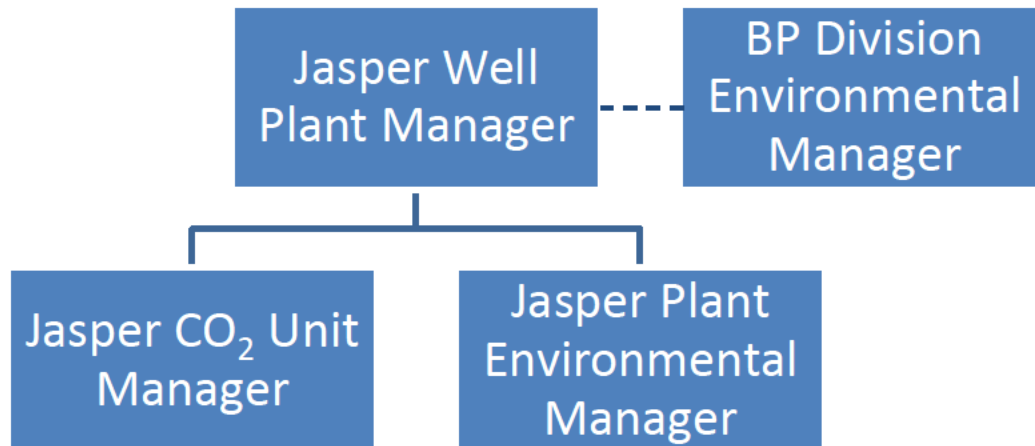 Jasper Well
Plant Manager
BP Division
Environmental
Manager
Jasper CO₂ Unit
Manager
Jasper Plant
Environmental
Manager